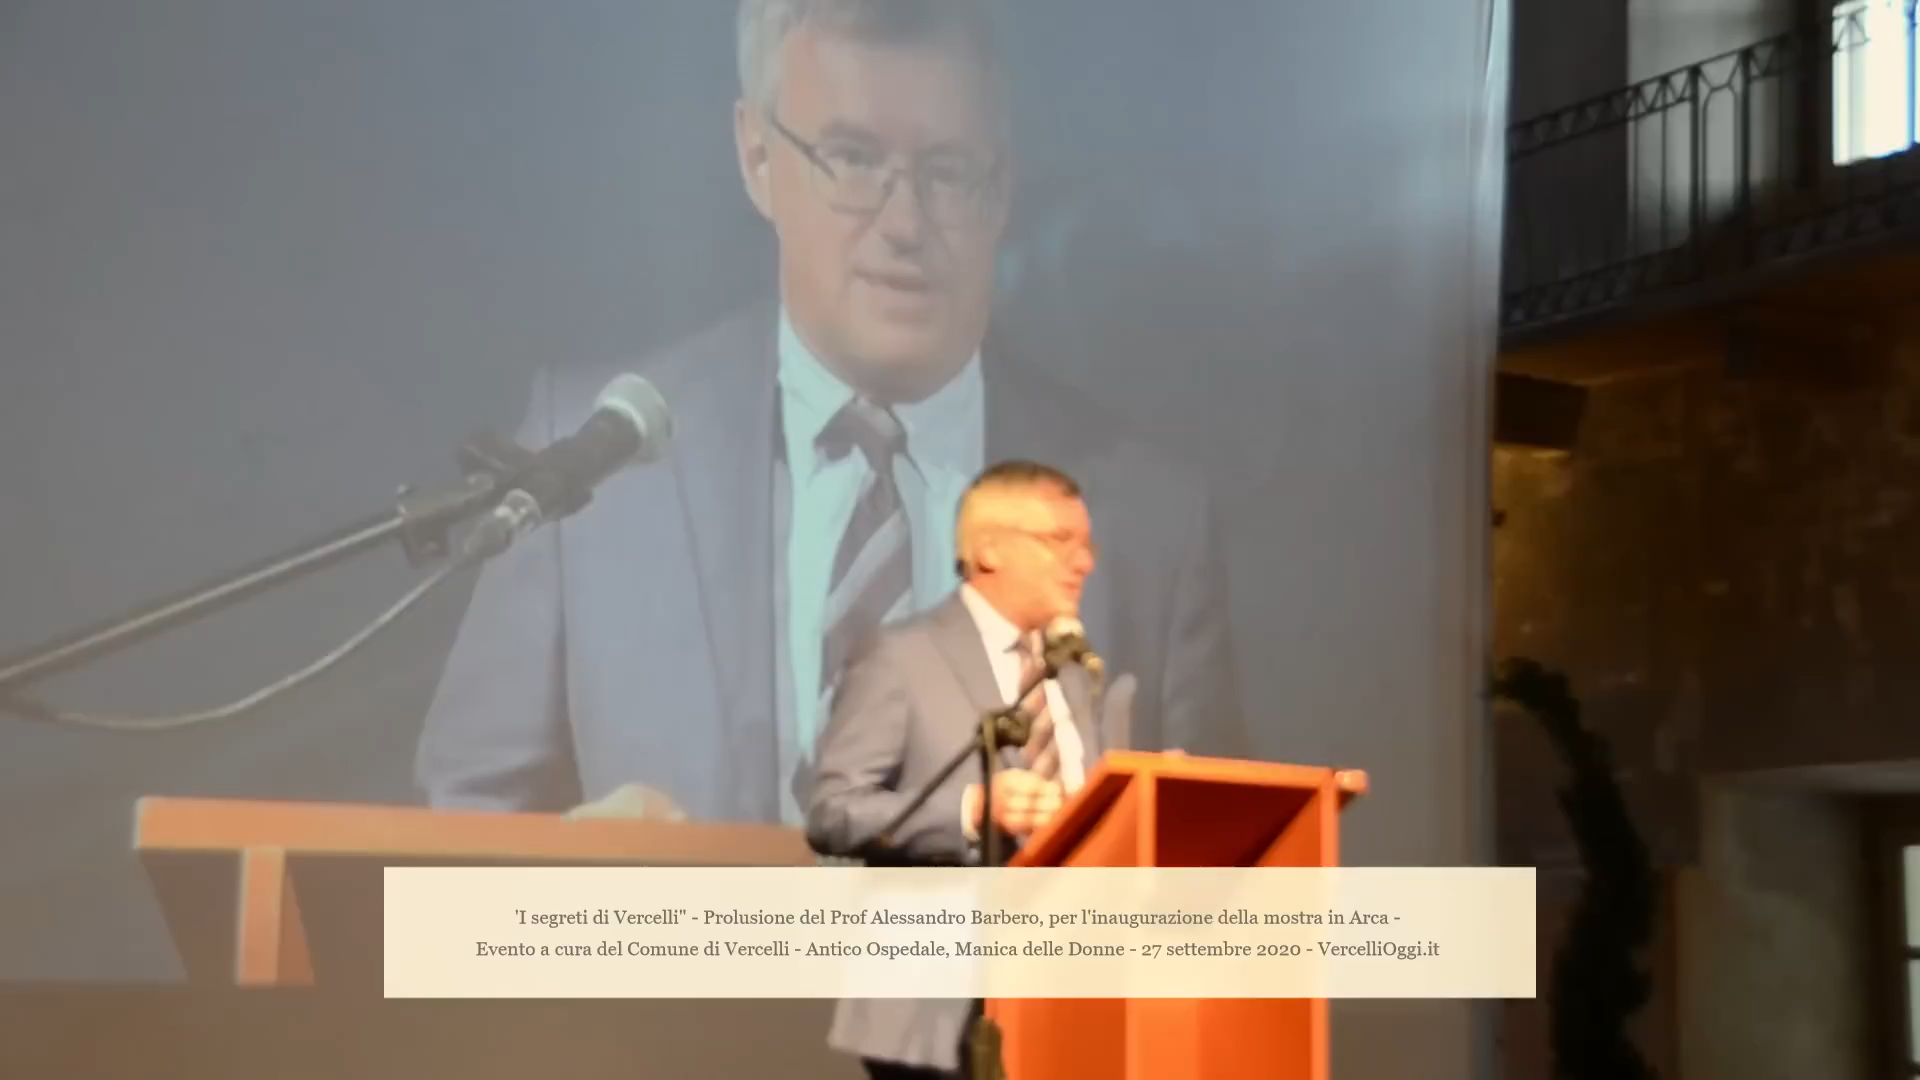 'I segreti di Vercelli" - Prolusione del Prof Alessandro Barbero, per l'inaugurazione della mostra in Arca -
Evento a cura del Comune di Vercelli - Antico Ospedale, Manica delle Donne - 27 settembre 2020 - VercelliOggi.it